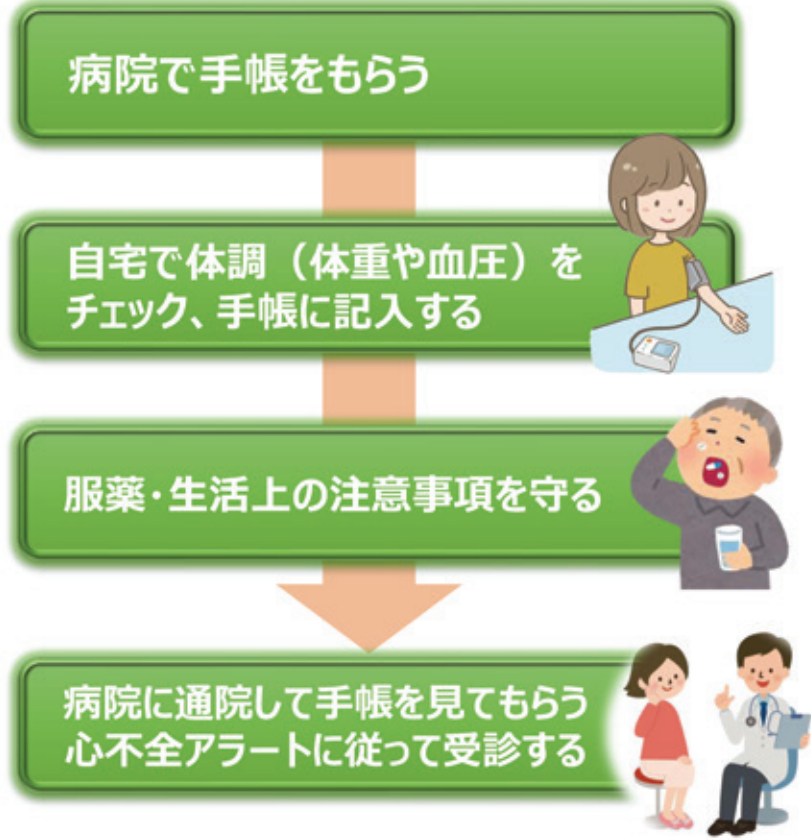 病院で手帳をもらう
自宅で体調（体重や血圧）を
チェック、手帳に記入する
服薬・生活上の注意事項を守る
病院に通院して手帳を見てもらう
心不全アラートに従って受診する